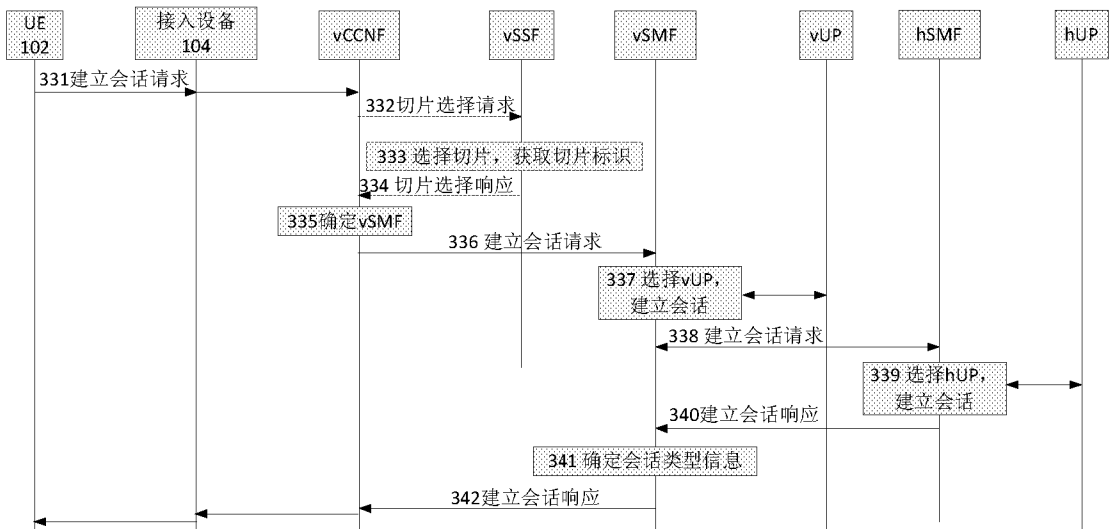 UE
102
接入设备
104
vCCNF
vSSF
vSMF
vUP
hSMF
hUP
331建立会话请求
332切片选择请求
333 选择切片，获取切片标识
334 切片选择响应
335确定vSMF
336 建立会话请求
337 选择vUP，
建立会话
338 建立会话请求
339 选择hUP，
建立会话
340建立会话响应
341 确定会话类型信息
342建立会话响应